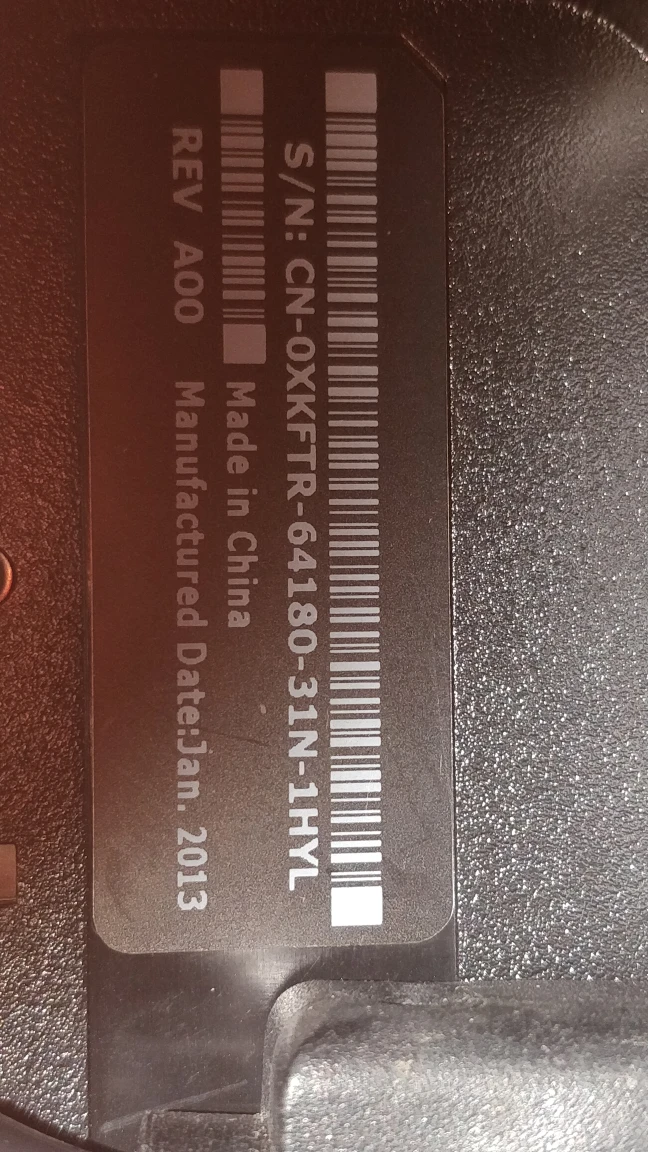 S/N: CN-0XKFTR-64180-31N-1HYL
Made in China
REV A00 Manufactured Date:Jan. 2013